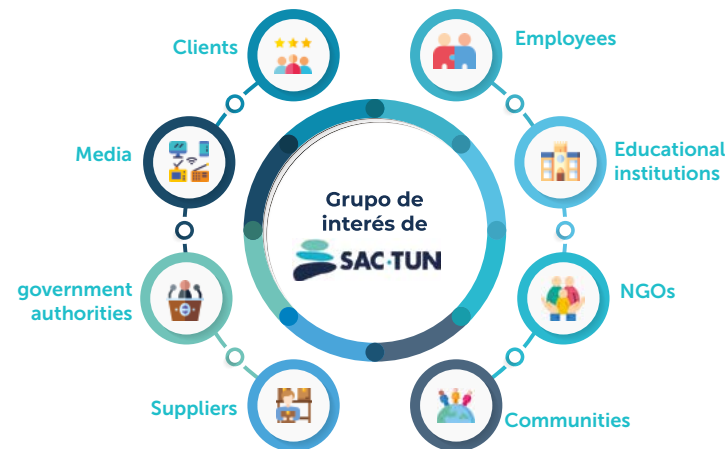 Clients
Employees
Media
Educational
institutions
Grupo de
interés de
SAC·TUN
government
authorities
NGOs
Suppliers
Communities